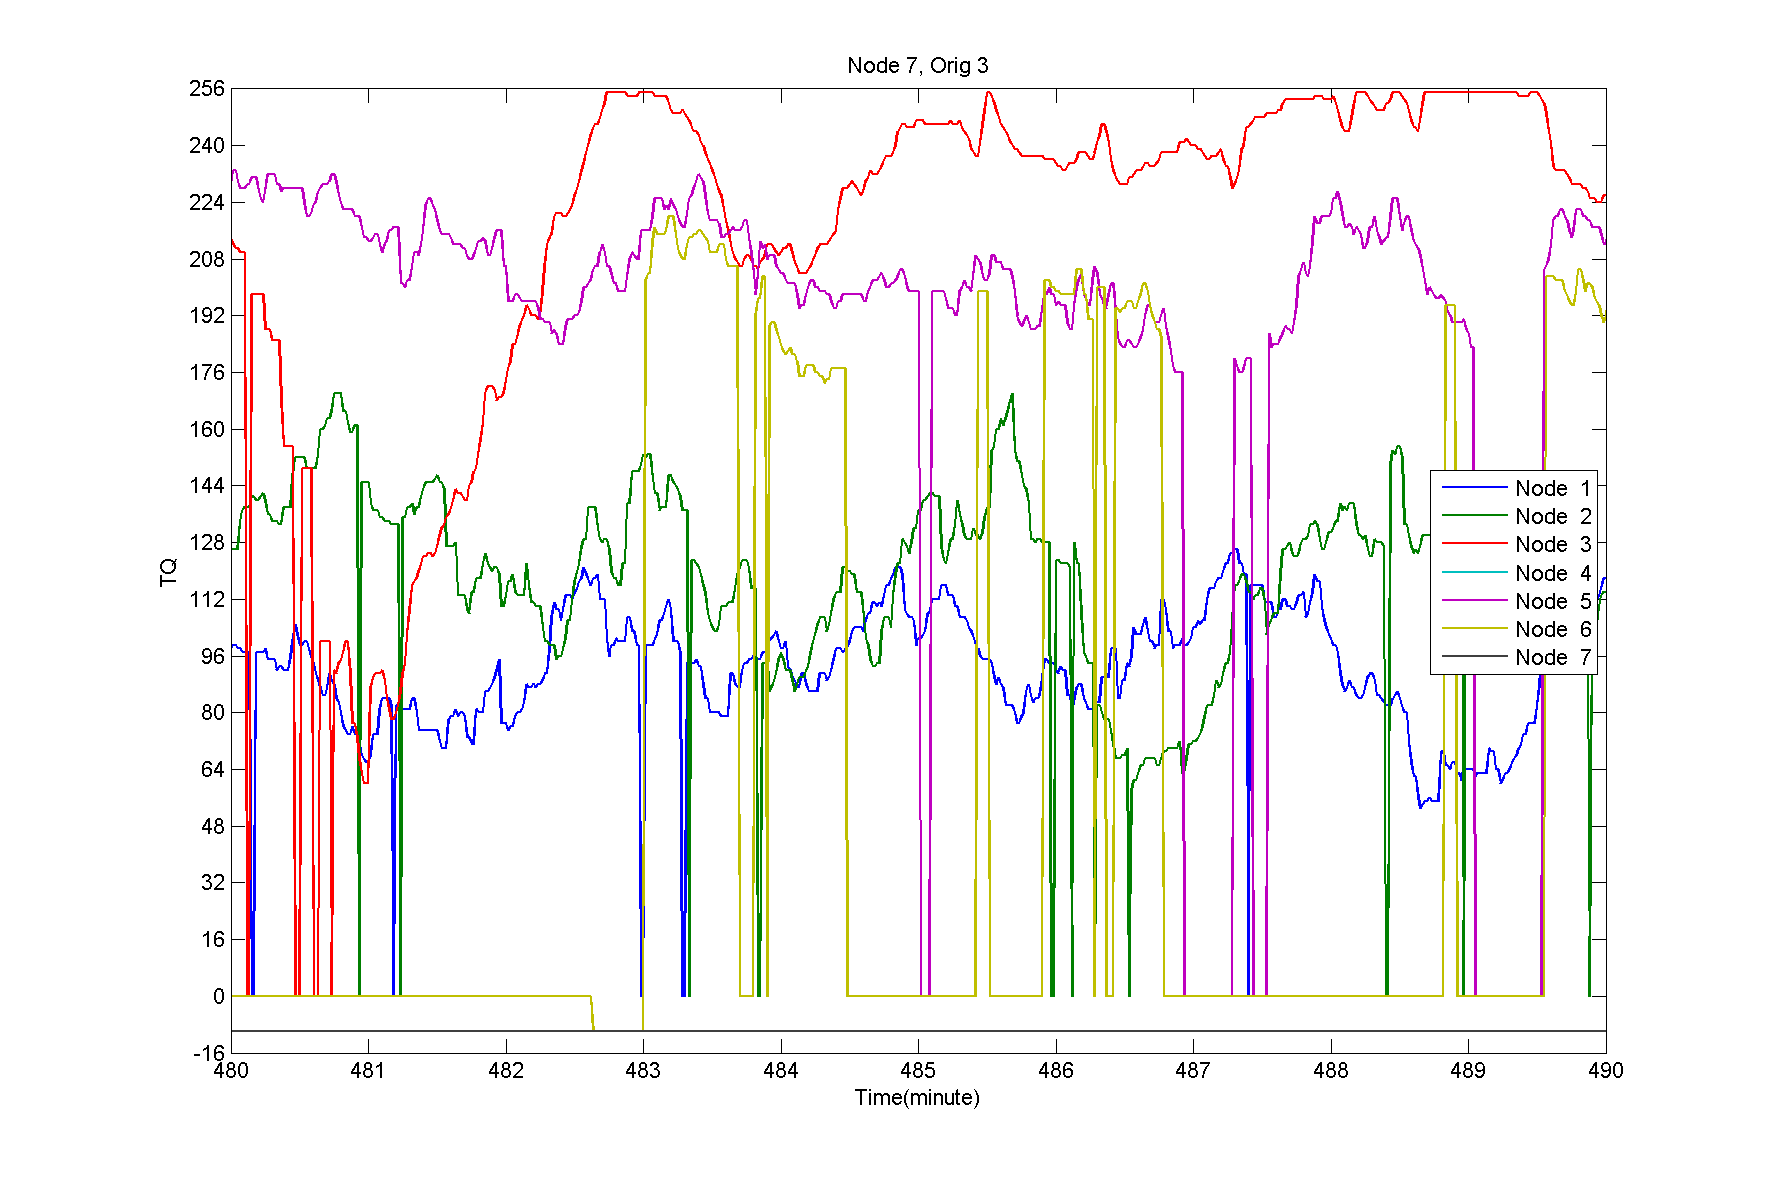 Node 7, Orig 3
256
240
224
208
192
176
160
144
128
112
96
80
64
48
32
16
0
-16
TQ
480 481 482 483 484 485 486 487 488 489 490
Time(minute)
Node 1
Node 2
Node 3
Node 4
Node 5
Node 6
Node 7